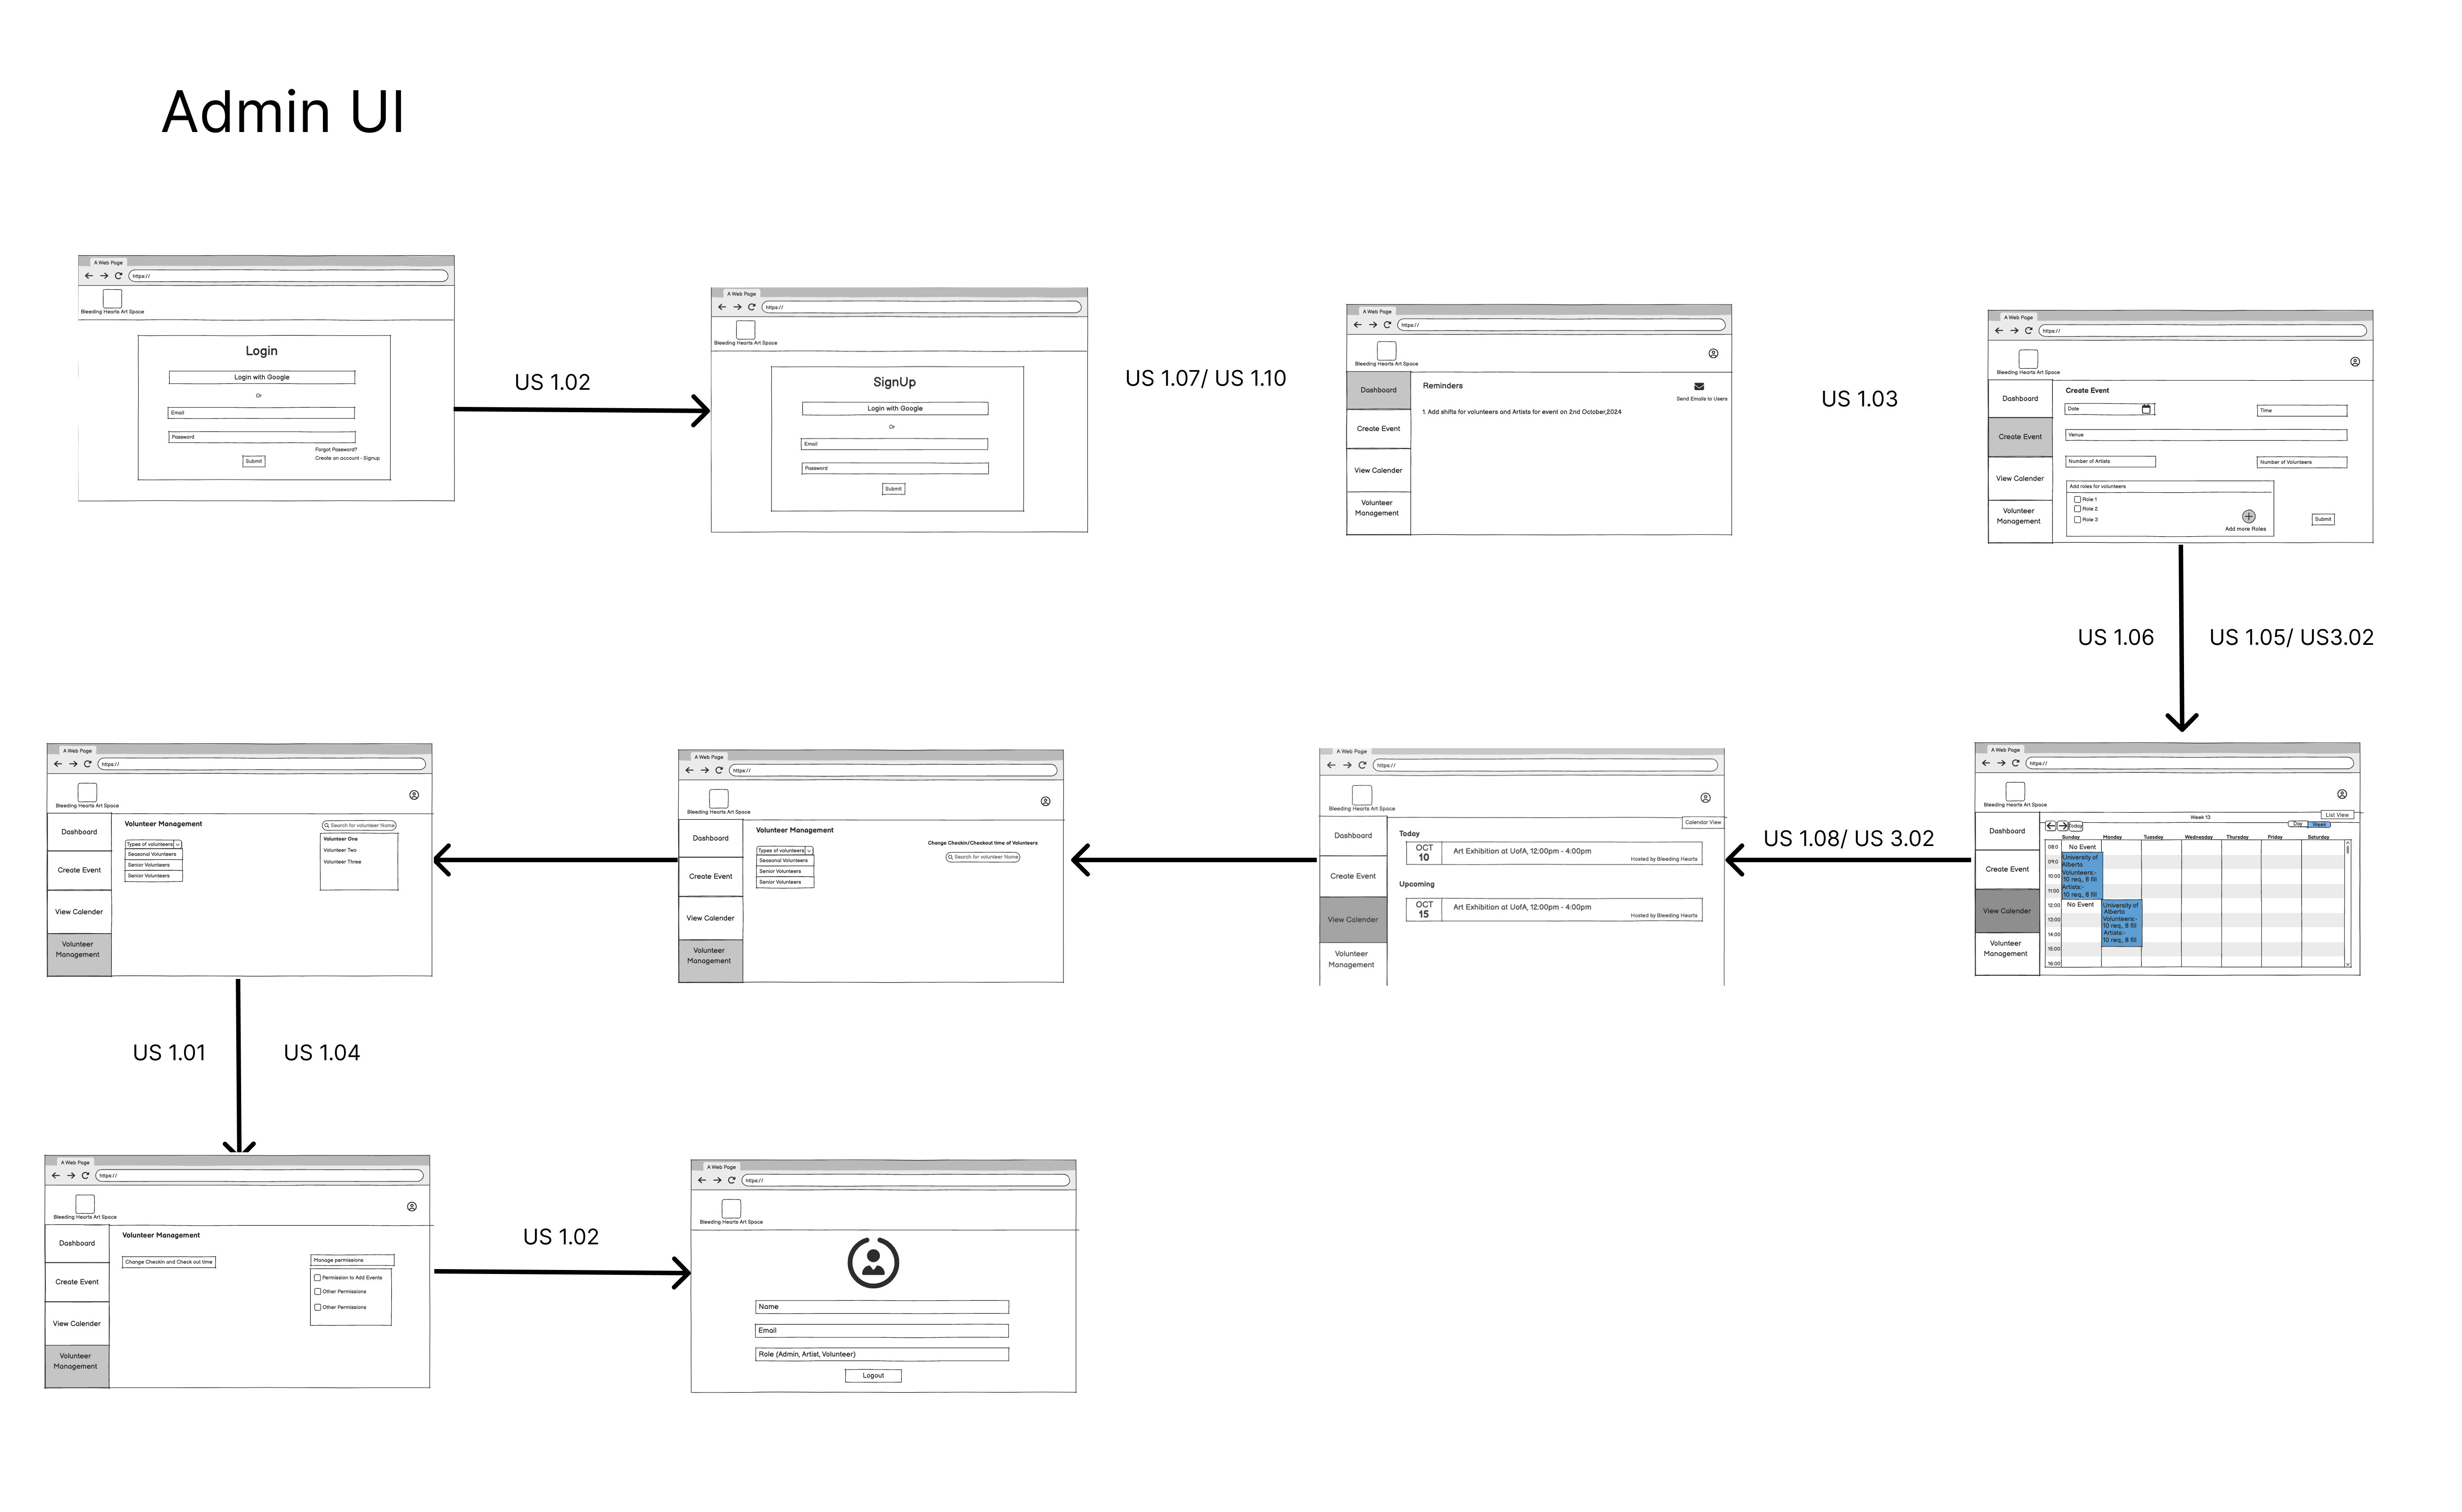 Admin UI
A Web Page
https://
Bleeding Hearts Art Space
Login
Login with Google
Or
Email
Password
Forgot Password?
Create an account - Signup
Submit
US 1.02
A Web Page
https://
Bleeding Hearts Art Space
SignUp
Login with Google
Or
Email
Password
Submit
US 1.07/ US 1.10
A Web Page
https://
Bleeding Hearts Art Space
Dashboard
Create Event
View Calender
Volunteer
Management
Reminders
Send Emails to Users
1. Add shifts for volunteers and Artists for event on 2nd October,2024
US 1.03
A Web Page
https://
Bleeding Hearts Art Space
Dashboard
Create Event
View Calender
Volunteer
Management
Create Event
Date
Time
Venue
Number of Artists
Number of Volunteers
Add roles for volunteers
Role 1
Role 2
Role 3
Add more Roles
Submit
US 1.06
US 1.05/ US3.02
A Web Page
https://
Bleeding Hearts Art Space
Dashboard
Create Event
View Calender
Volunteer
Management
Volunteer Management
Types of volunteers
Seasonal Volunteers
Senior Volunteers
Senior Volunteers
Search for volunteer Name
Volunteer One
Volunteer Two
Volunteer Three
A Web Page
https://
Bleeding Hearts Art Space
Dashboard
Create Event
View Calender
Volunteer
Management
Volunteer Management
Types of volunteers
Seasonal Volunteers
Senior Volunteers
Senior Volunteers
Change Checkin/Checkout time of Volunteers
Search for volunteer Name
A Web Page
https://
Bleeding Hearts Art Space
Dashboard
Create Event
View Calender
Volunteer
Management
Calendar View
Today
OCT
10
Art Exhibition at UofA, 12:00pm - 4:00pm
Hosted by Bleeding Hearts
Upcoming
OCT
15
Art Exhibition at UofA, 12:00pm - 4:00pm
Hosted by Bleeding Hearts
US 1.08/ US 3.02
A Web Page
https://
Bleeding Hearts Art Space
Dashboard
Create Event
View Calender
Volunteer
Management
List View
Week 13
Today
Day
Week
Sunday Monday Tuesday Wednesday Thursday Friday Saturday
08:0
09:0
10:00
11:00
12:00
13:00
14:00
15:00
16:00
No Event
University of
Alberto
Volunteers:-
10 req., 8 fill
Artists:-
10 req., 8 fill
No Event
University of
Alberto
Volunteers:-
10 req., 8 fill
Artists:-
10 req., 8 fill
US 1.01
US 1.04
A Web Page
https://
Bleeding Hearts Art Space
Dashboard
Create Event
View Calender
Volunteer
Management
Volunteer Management
Change Checkin and Check out time
Manage permissions
Permission to Add Events
Other Permissions
Other Permissions
US 1.02
A Web Page
https://
Bleeding Hearts Art Space
Name
Email
Role (Admin, Artist, Volunteer)
Logout